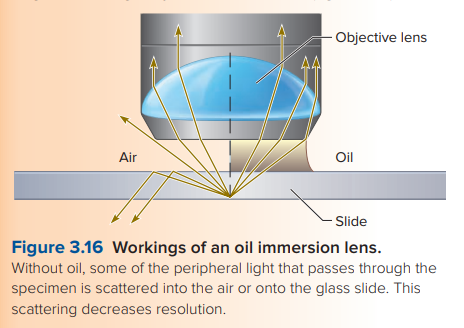 Objective lens
Air
Oil
Slide
Figure 3.16 Workings of an oil immersion lens.
Without oil, some of the peripheral light that passes through the
specimen is scattered into the air or onto the glass slide. This
scattering decreases resolution.